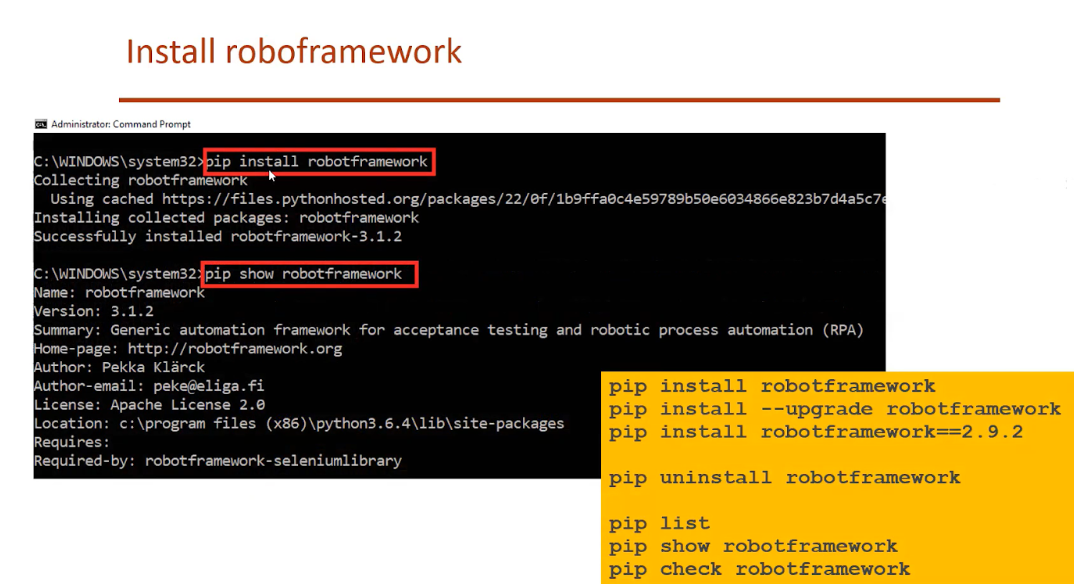 Install roboframework
Administrator: Command Prompt
C:\WINDOWS\system32>pip install robotframework
Collecting robotframework
Using cached https://files.pythonhosted.org/packages/22/0f/1b9ffa0c4e59789b50e6034866e823b7d4a5c7e
Installing collected packages: robotframework
Successfully installed robotframework-3.1.2
C:\WINDOWS\system32>pip show robotframework
Name: robotframework
Version: 3.1.2
Summary: Generic automation framework for acceptance testing and robotic process automation (RPA)
Home-page: http://robotframework.org
Author: Pekka Klärck
Author-email: peke@eliga.fi
License: Apache License 2.0
Location: c:\program files (x86)\python3.6.4\lib\site-packages
Requires:
Required-by: robotframework-seleniumlibrary
pip install robotframework
pip install --upgrade robotframework
pip install robotframework==2.9.2
pip uninstall robotframework
pip list
pip show robotframework
pip check robotframework